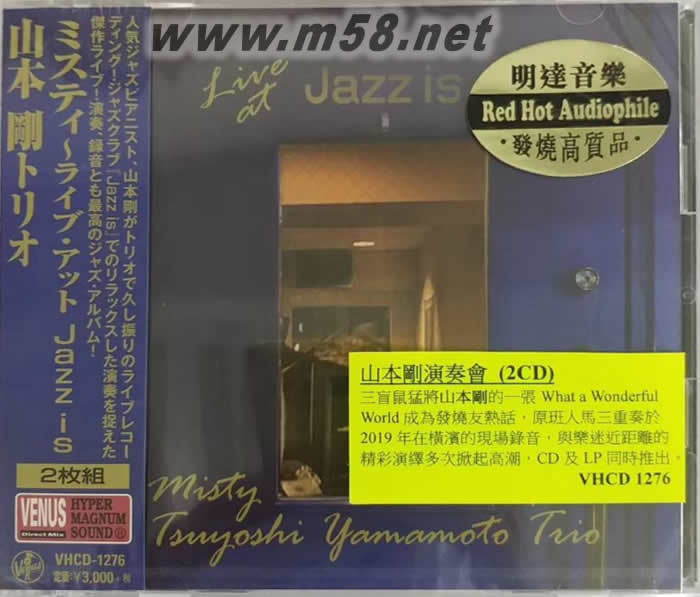 www.m58.net
人気ジャズピアニスト、山本剛がトリオで久し振りのライブレコー
ディング!ジャズクラブ「Jazz is」でのリラックスした演奏を捉えた
傑作ライブ!演奏、録音とも最高のジャズ・アルバム!
ミスティ〜ライブ・アット Jazz is
山本 剛トリオ
2枚組
VENUS
Direct Mix
HYPER
MAGNUM
SOUND®
VHCD-1276
定価:¥3,000+税
Live
at
Jazz is
明達音樂
Red Hot Audiophile
·發燒高質品·
山本剛演奏會 (2CD)
三盲鼠猛將山本剛的一張 What a Wonderful
World 成為發燒友熱話,原班人馬三重奏於
2019 年在橫濱的現場錄音,與樂迷近距離的
精彩演繹多次掀起高潮,CD 及 LP 同時推出。
VHCD 1276
Misty
Tsuyoshi Yamamoto Trio